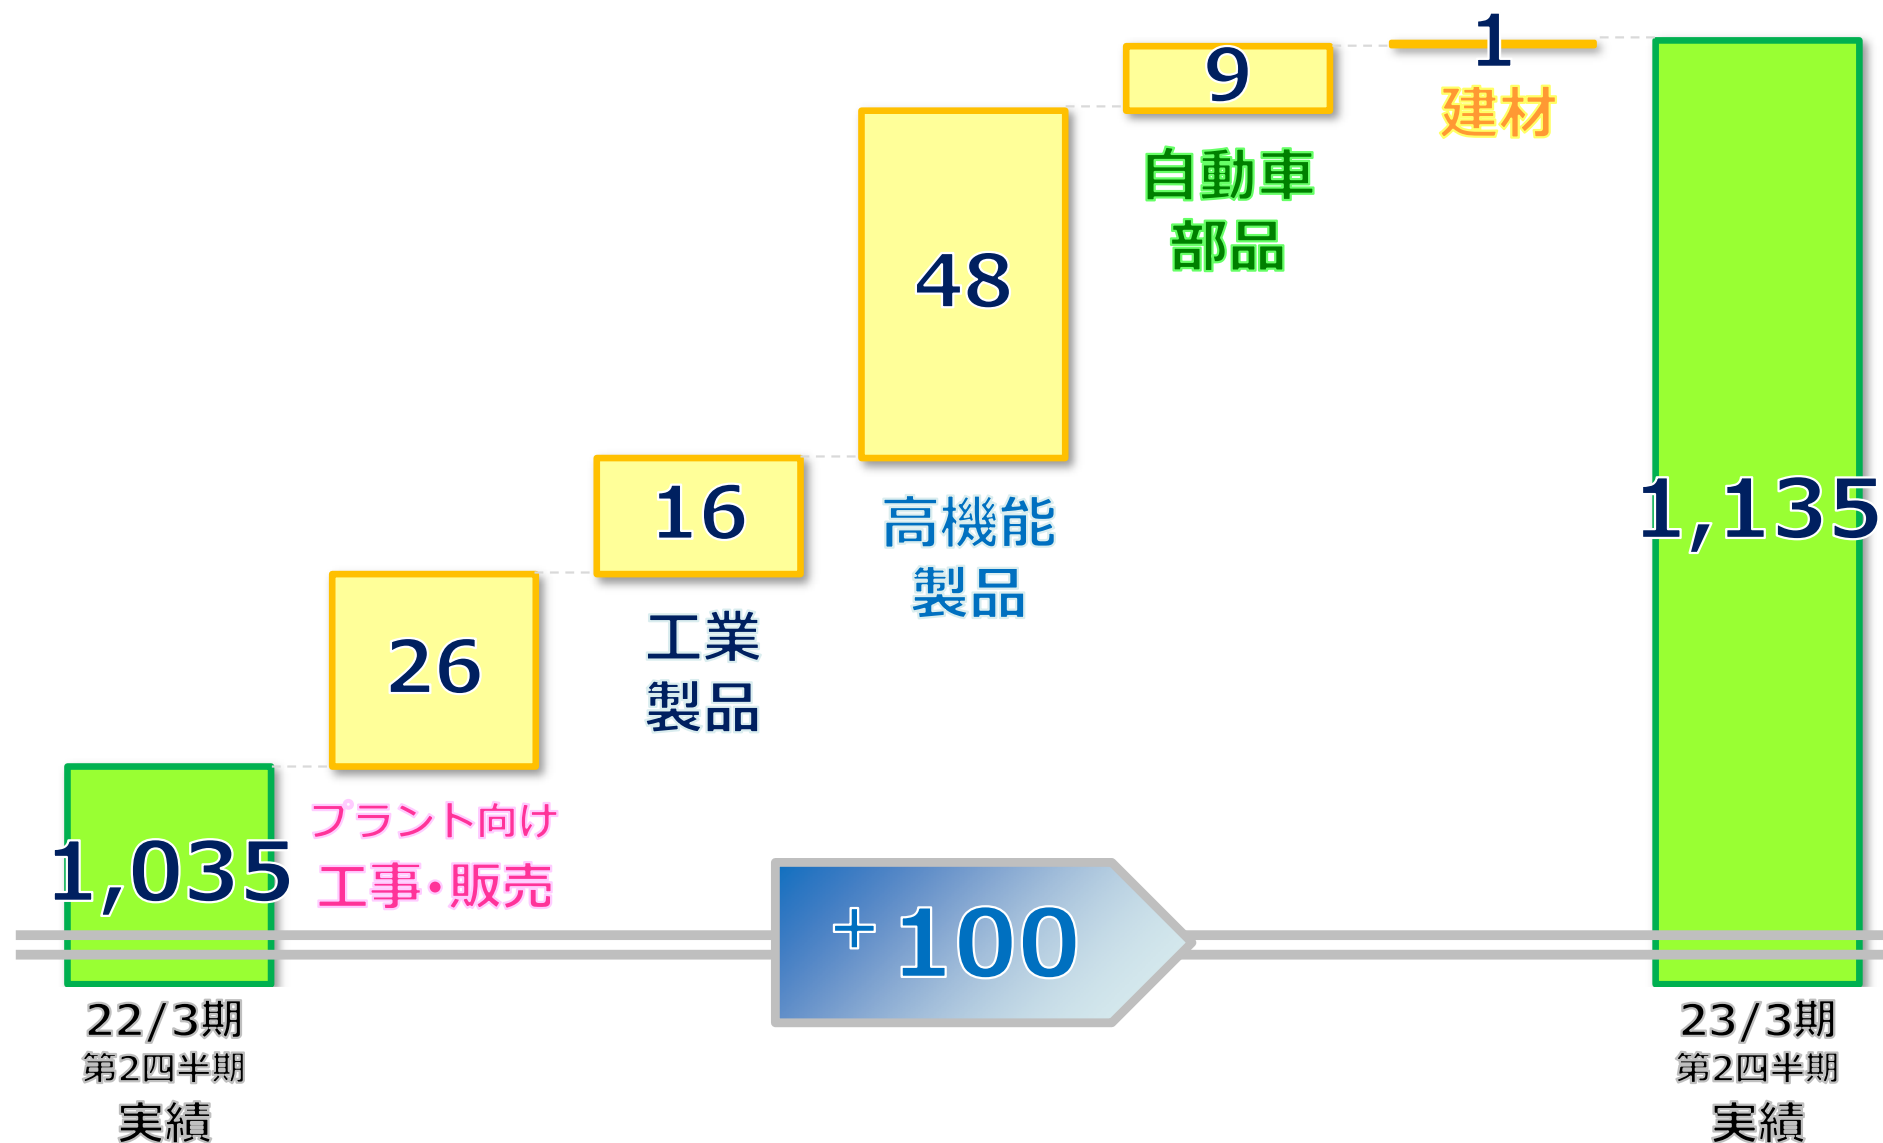 1,035
22/3期
第2四半期
実績
26
プラント向け
工事・販売
16
工業
製品
48
高機能
製品
9
自動車
部品
1
建材
+100
1,135
23/3期
第2四半期
実績